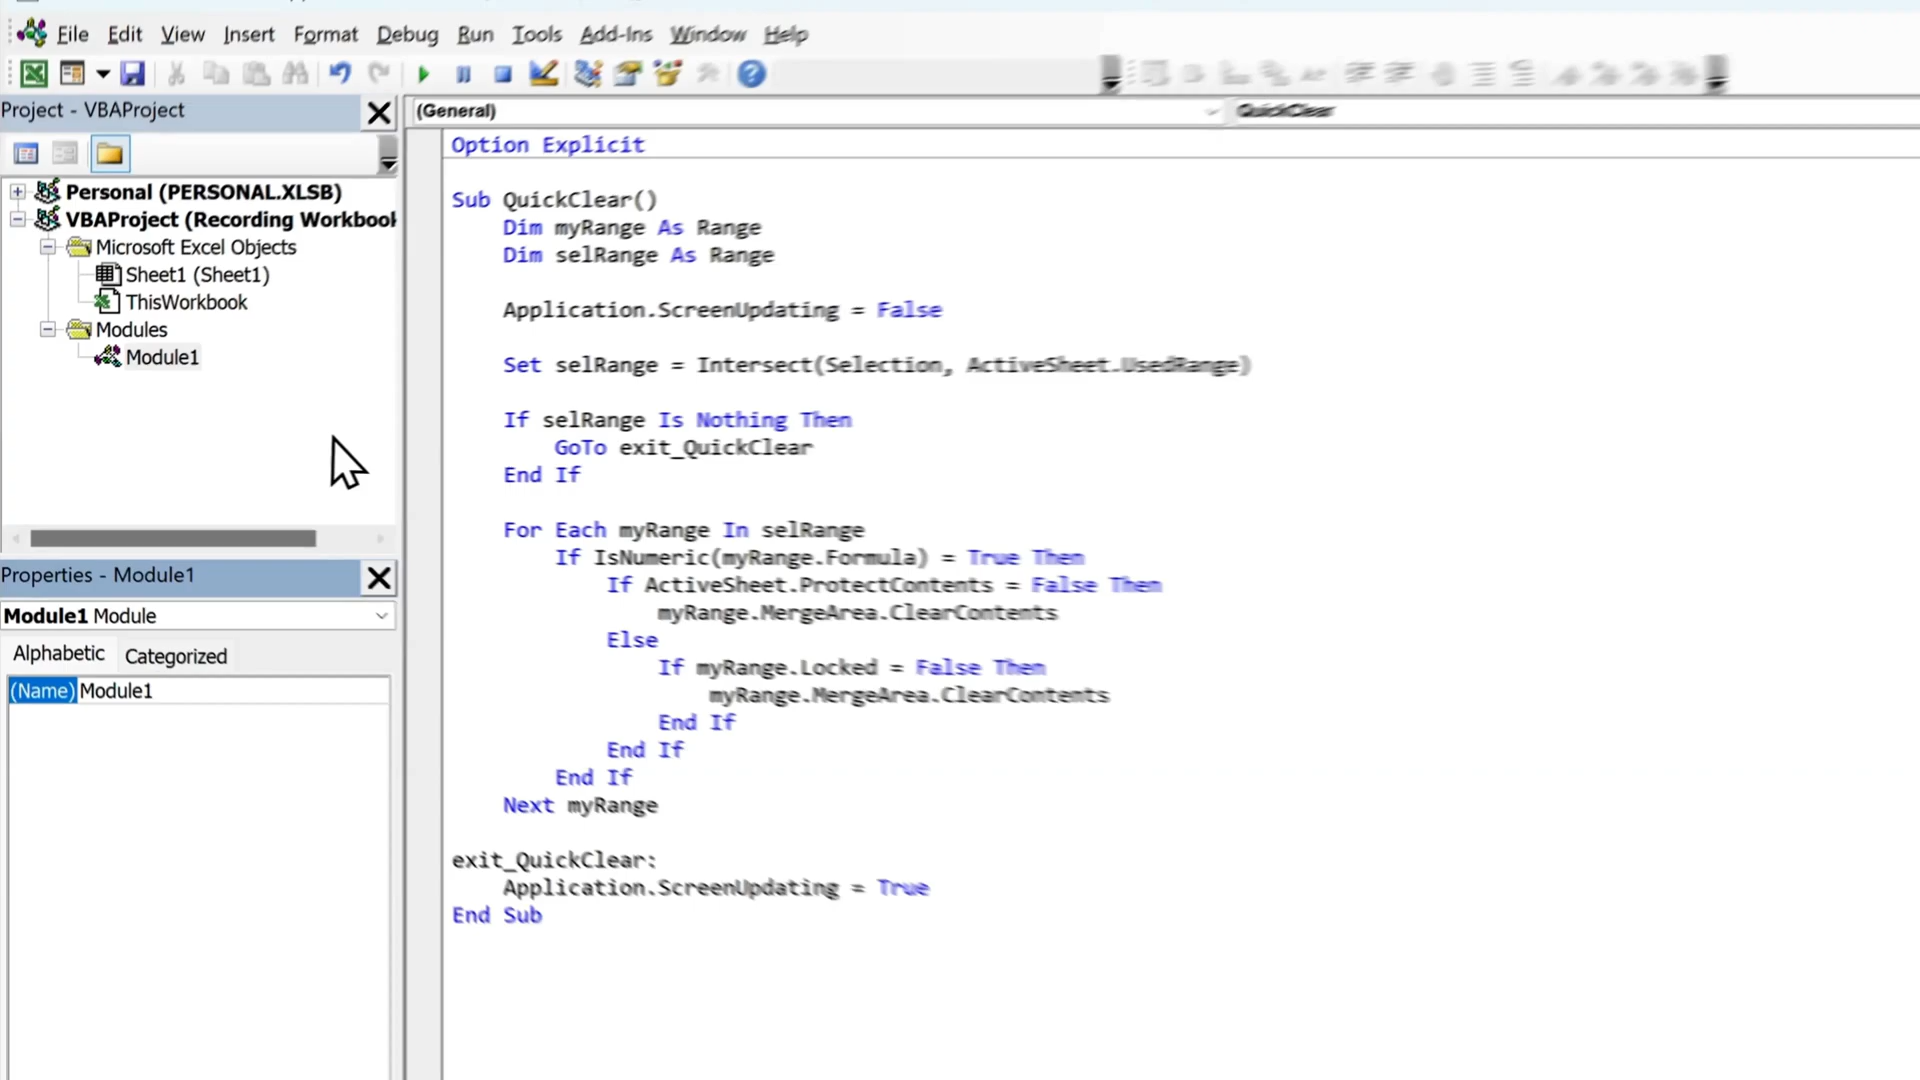 File Edit View Insert Format Debug Run Tools Add-Ins Window Help
Project - VBAProject
Personal (PERSONAL.XLSB)
VBAProject (Recording Workbook
Microsoft Excel Objects
Sheet1 (Sheet1)
ThisWorkbook
Modules
Module1
Properties - Module1
Module1 Module
Alphabetic Categorized
(Name) Module1
(General) QuickClear
Option Explicit
Sub QuickClear()
Dim myRange As Range
Dim selRange As Range
Application.ScreenUpdating = False
Set selRange = Intersect(Selection, ActiveSheet.UsedRange)
If selRange Is Nothing Then
GoTo exit_QuickClear
End If
For Each myRange In selRange
If IsNumeric(myRange.Formula) = True Then
If ActiveSheet.ProtectContents = False Then
myRange.MergeArea.ClearContents
Else
If myRange.Locked = False Then
myRange.MergeArea.ClearContents
End If
End If
End If
Next myRange
exit_QuickClear:
Application.ScreenUpdating = True
End Sub